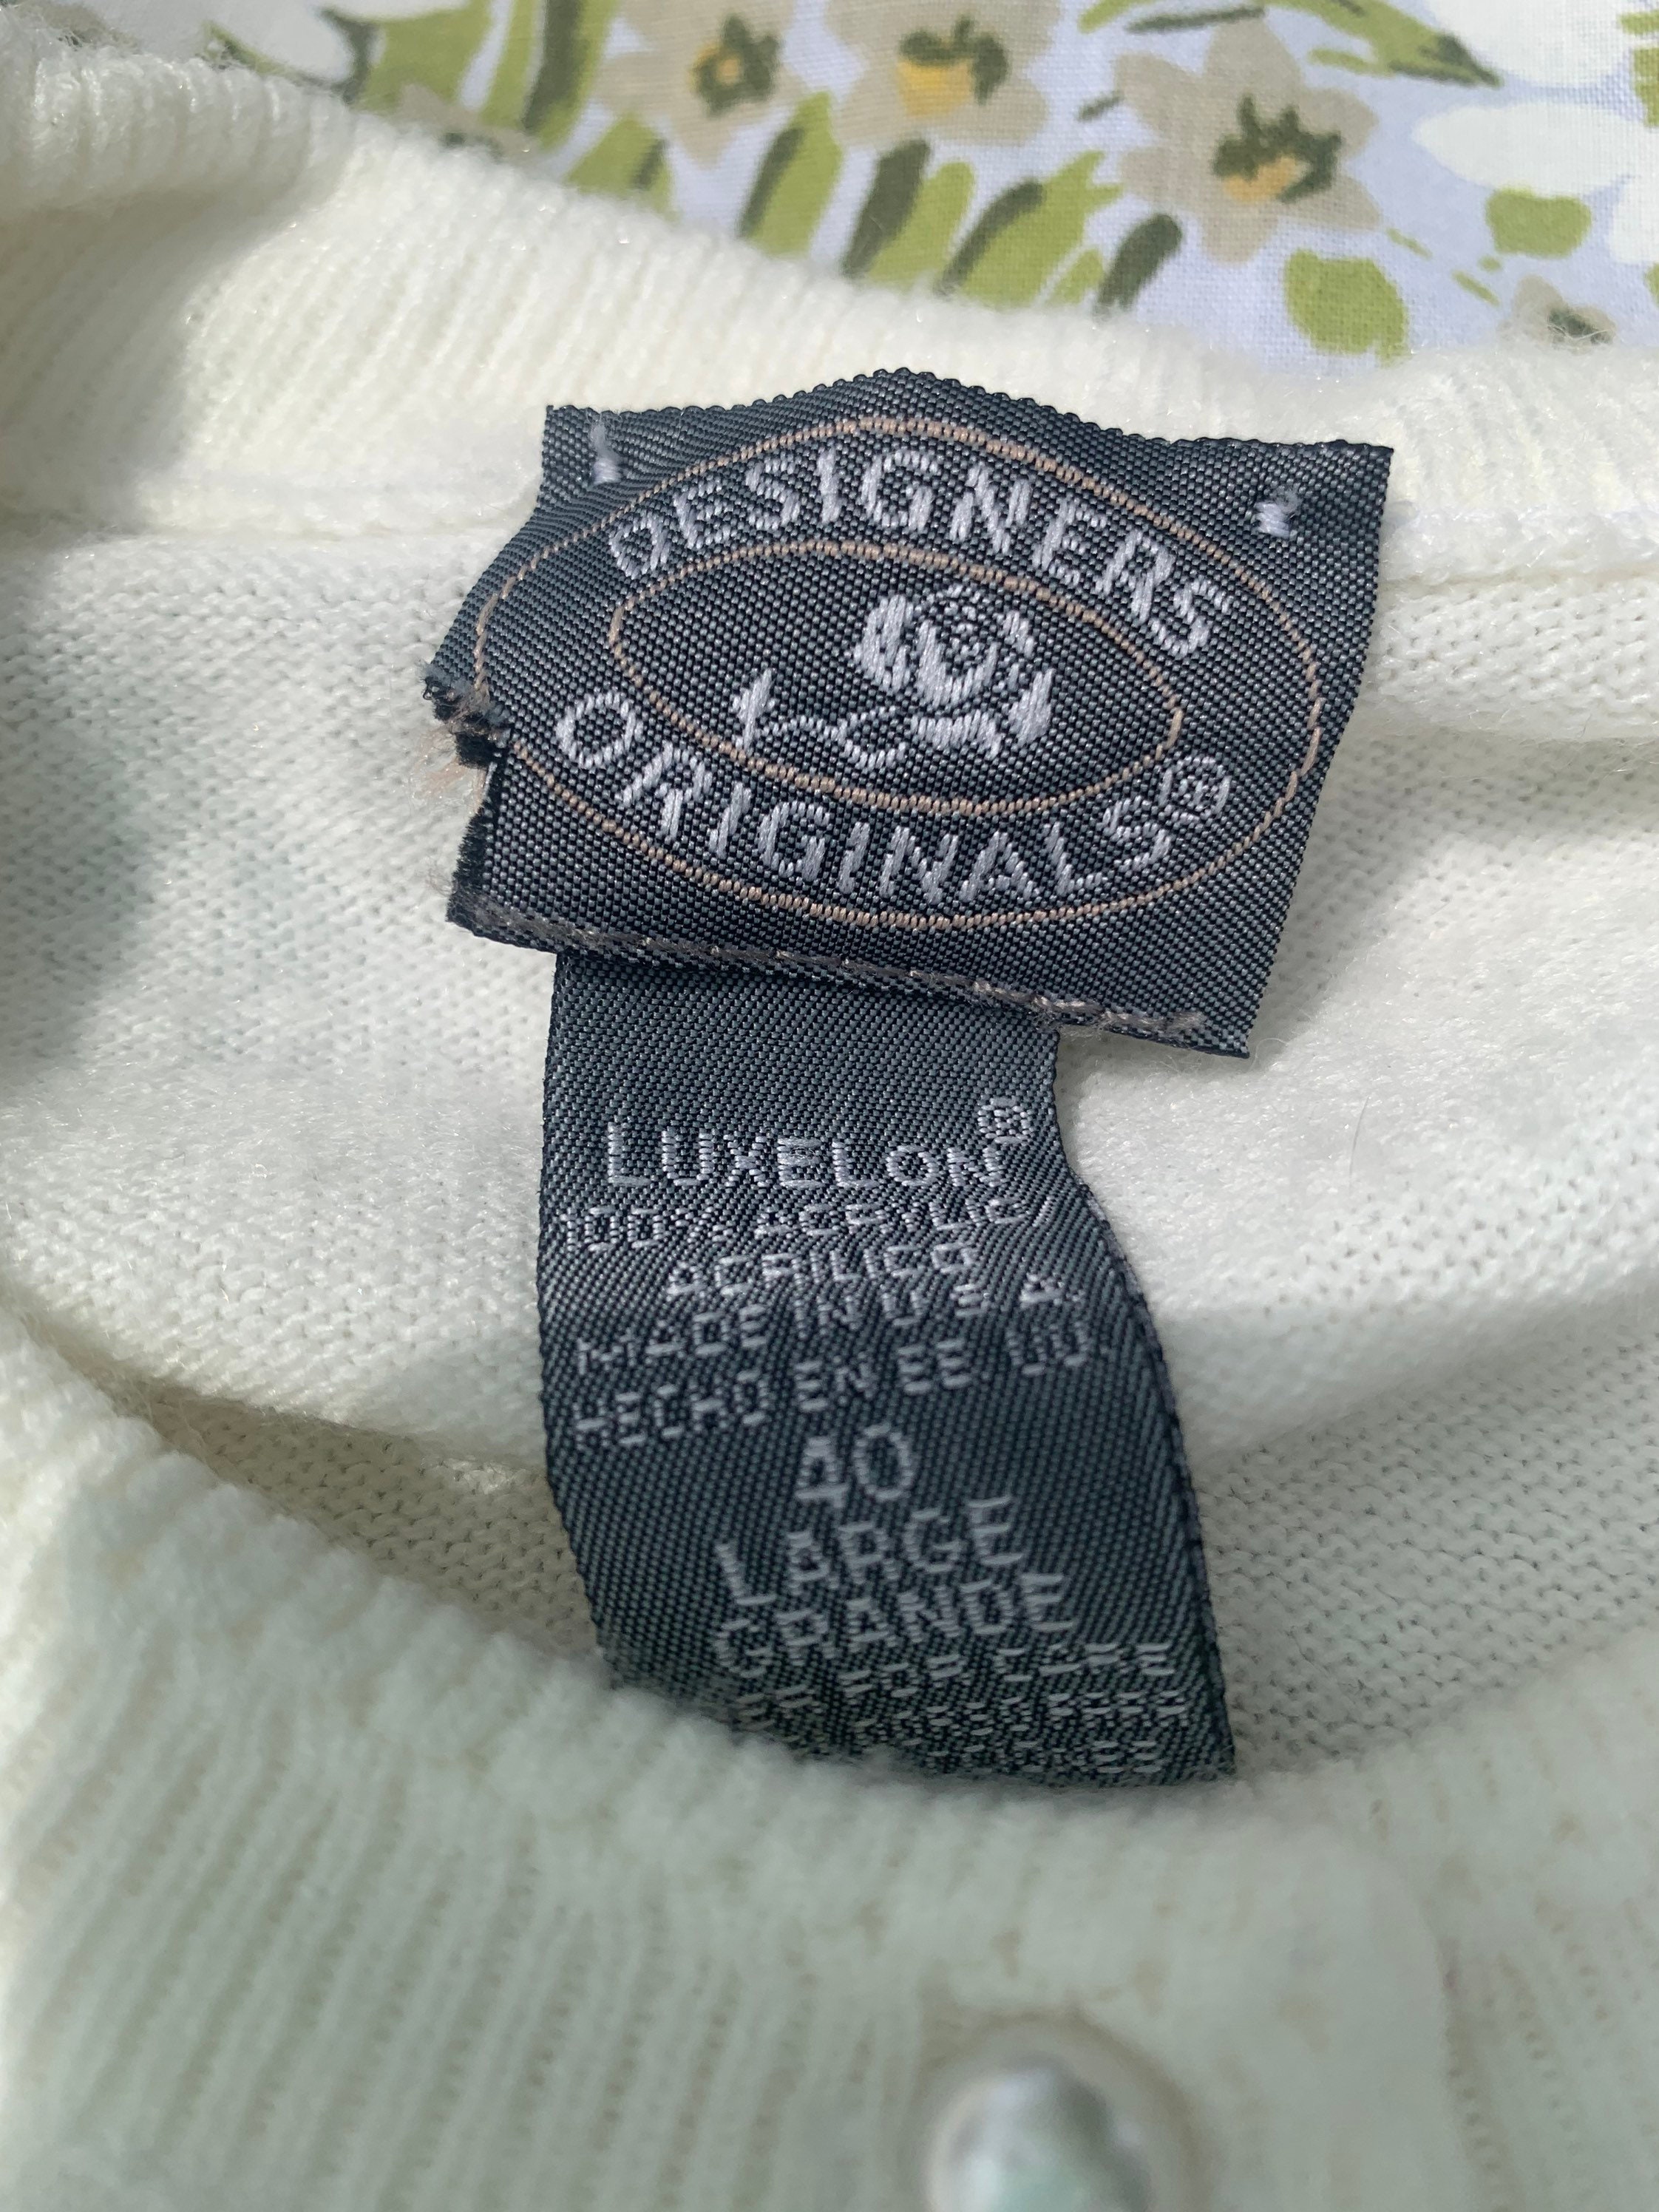 DESIGNERS
ORIGINALS®
LUXELON®
100% ACRYLIC/
ACRILICO
MADE IN U S A
HECHO EN EE UU
40
LARGE
GRANDE